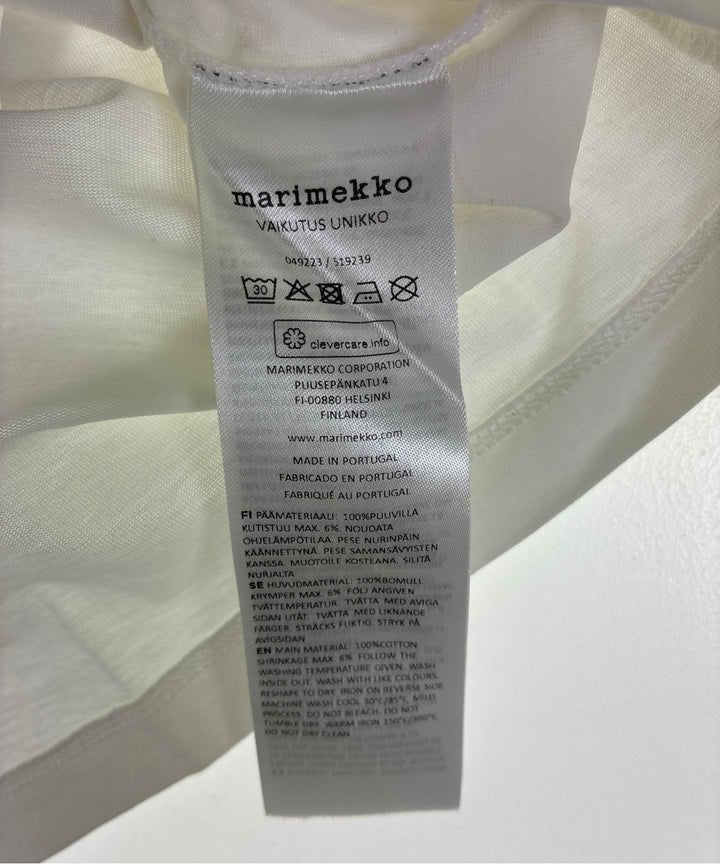 marimekko
VAIKUTUS UNIKKO
049223 / 519239
30
clevercare.info
MARIMEKKO CORPORATION
PUUSEPÄNKATU 4
FI-00880 HELSINKI
FINLAND
www.marimekko.com
MADE IN PORTUGAL
FABRICADO EN PORTUGAL
FABRIQUÉ AU PORTUGAL
FI PÄÄMATERIAALI: 100%PUUVILLA
KUTISTUU MAX. 6%. NOUDATA
OHJELÄMPÖTILAA. PESE NURINPÄIN
KÄÄNNETTYNÄ. PESE SAMANSÄVYISTEN
KANSSA. MUOTOILE KOSTEANA. SILITÄ
NURJALTA
SE HUVUDMATERIAL: 100%BOMULL
KRYMPER MAX. 6% FÖLJ ANGIVEN
TVÄTTEMPERATUR. TVÄTTA MED AVIGA
SIDAN UTÅT. TVÄTTA MED LIKNANDE
FÄRGER. STRÄCKS FUKTIG. STRYK PÅ
AVIGSIDAN
EN MAIN MATERIAL: 100%COTTON
SHRINKAGE MAX. 6%. FOLLOW THE
WASHING TEMPERATURE GIVEN. WASH
INSIDE OUT. WASH WITH LIKE COLOURS.
RESHAPE TO DRY. IRON ON REVERSE SIDE
MACHINE WASH COOL 30°C/85°F, MILD
PROCESS. DO NOT BLEACH. DO NOT
TUMBLE DRY. WARM IRON 150°C/300°F.
DO NOT DRY CLEAN